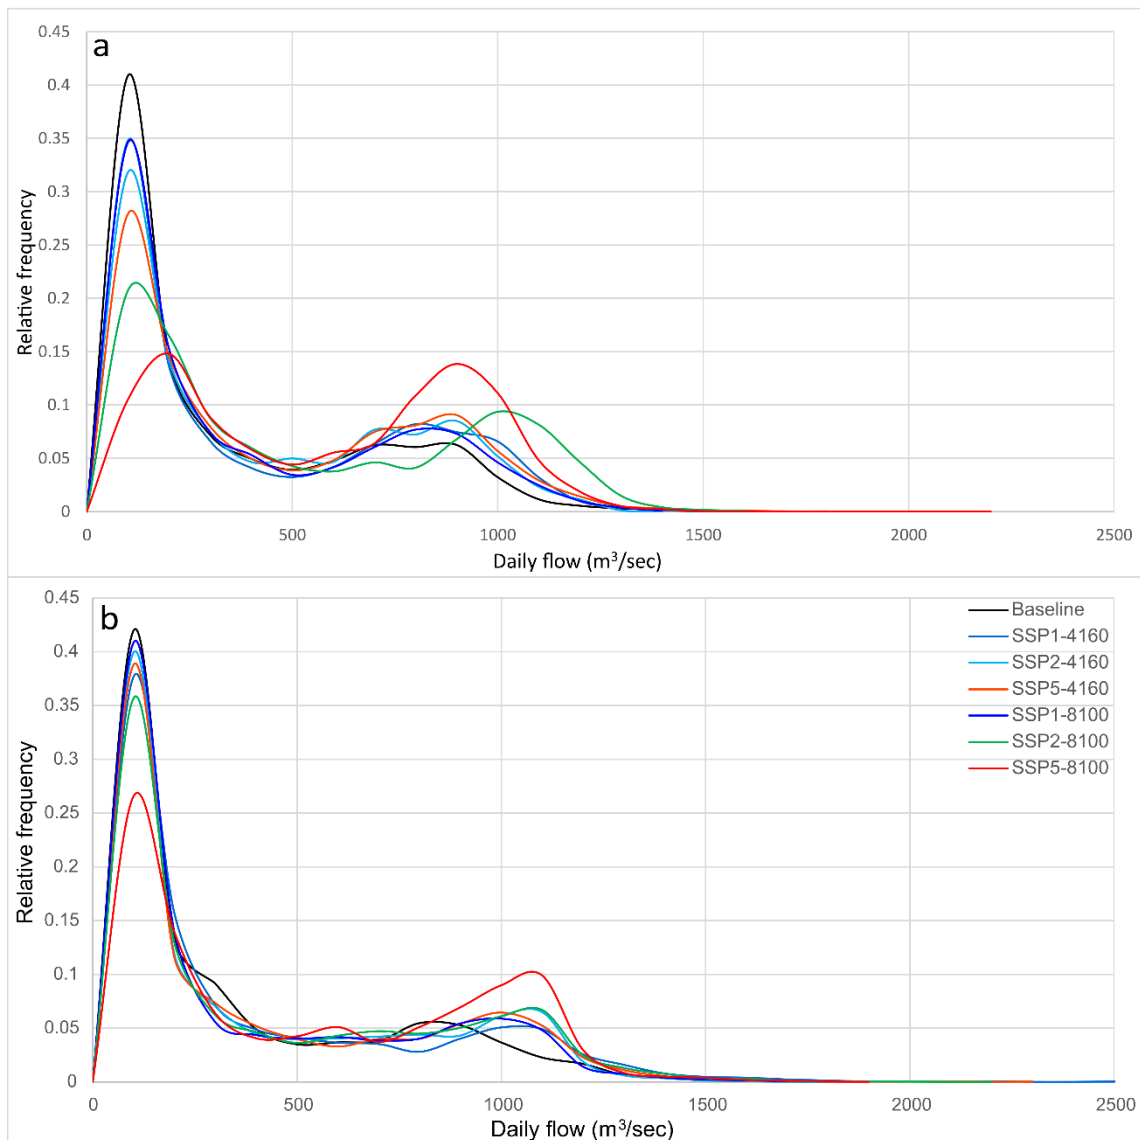 a
0.45
0.4
0.35
0.3
0.25
0.2
0.15
0.1
0.05
0
Relative frequency
0 500 1000 1500 2000 2500
Daily flow (m³/sec)
b
0.45
0.4
0.35
0.3
0.25
0.2
0.15
0.1
0.05
0
Relative frequency
Baseline
SSP1-4160
SSP2-4160
SSP5-4160
SSP1-8100
SSP2-8100
SSP5-8100
0 500 1000 1500 2000 2500
Daily flow (m³/sec)